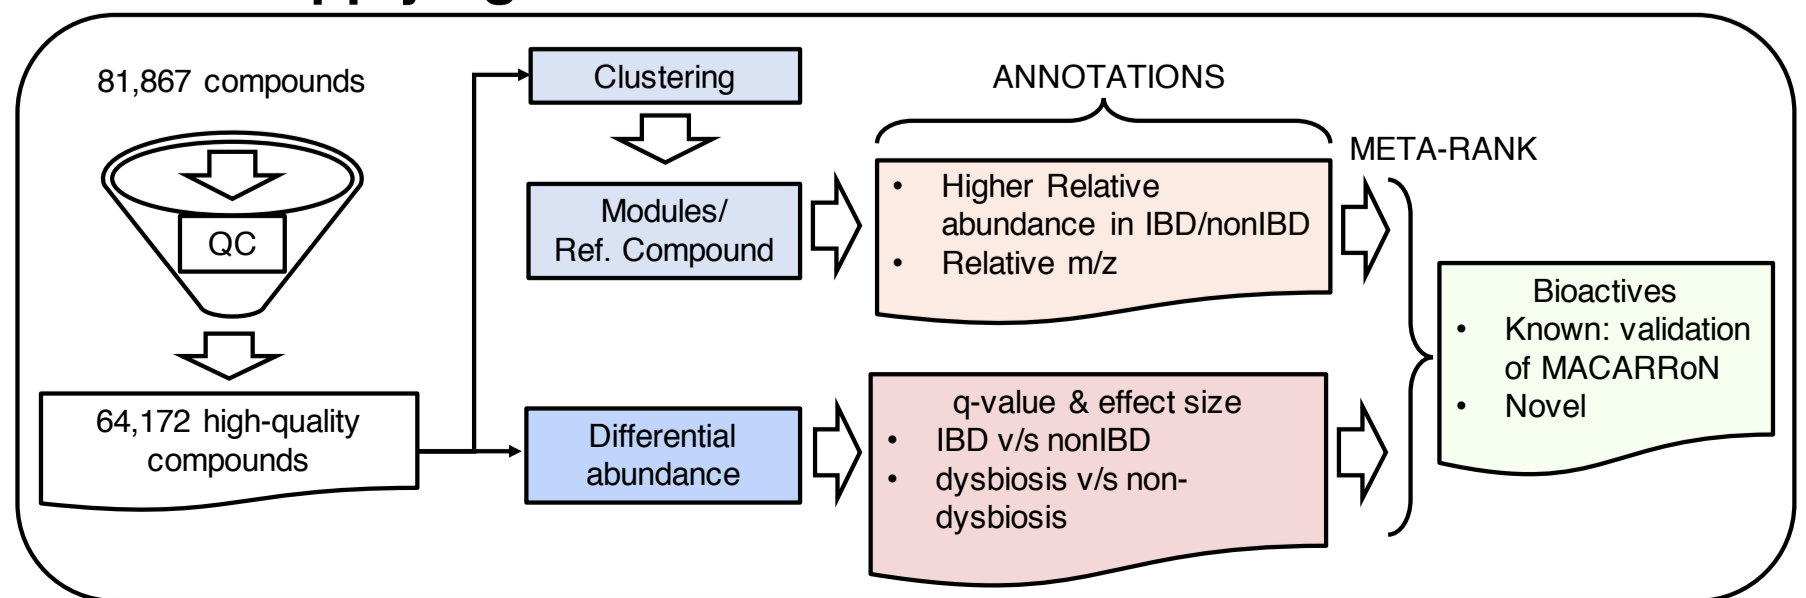 81,867 compounds
QC
64,172 high-quality
compounds
Clustering
Modules/
Ref. Compound
Differential
abundance
ANNOTATIONS
• Higher Relative
abundance in IBD/nonIBD
• Relative m/z
q-value & effect size
• IBD v/s nonIBD
• dysbiosis v/s non-
dysbiosis
META-RANK
Bioactives
• Known: validation
of MACARRoN
• Novel